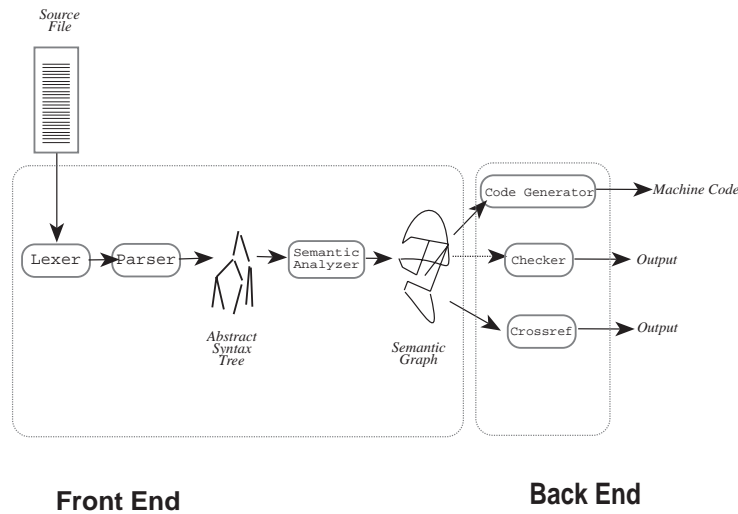 Source
File
Code Generator
Machine Code
Lexer
Parser
Semantic
Analyzer
Checker
Output
Abstract
Syntax
Tree
Semantic
Graph
Crossref
Output
Front End
Back End